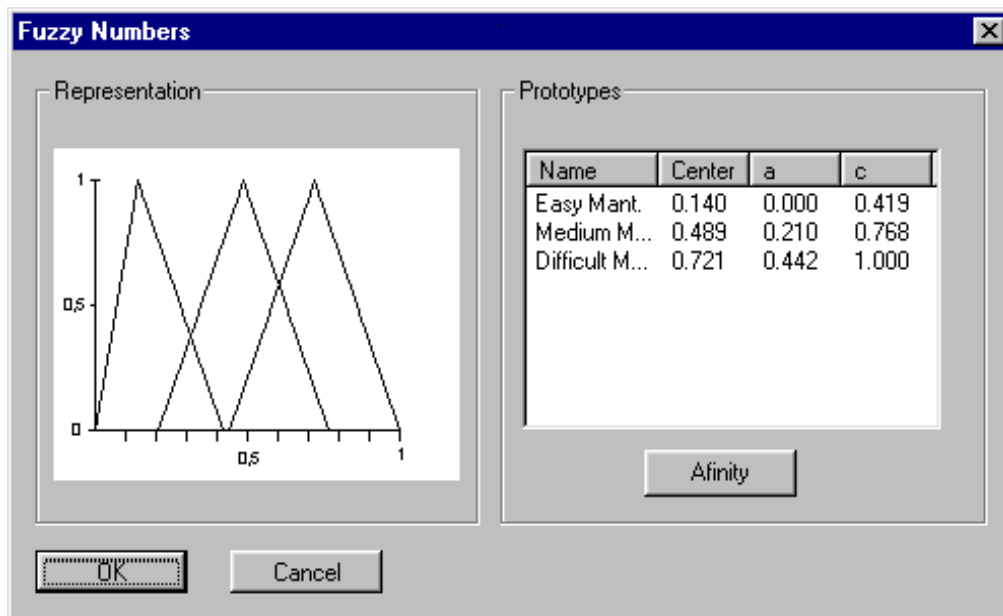 Fuzzy Numbers
Representation
1
0,5
0
0,5
1
Prototypes
Name Center a c
Easy Mant. 0.140 0.000 0.419
Medium M... 0.489 0.210 0.768
Difficult M... 0.721 0.442 1.000
Afinity
OK Cancel